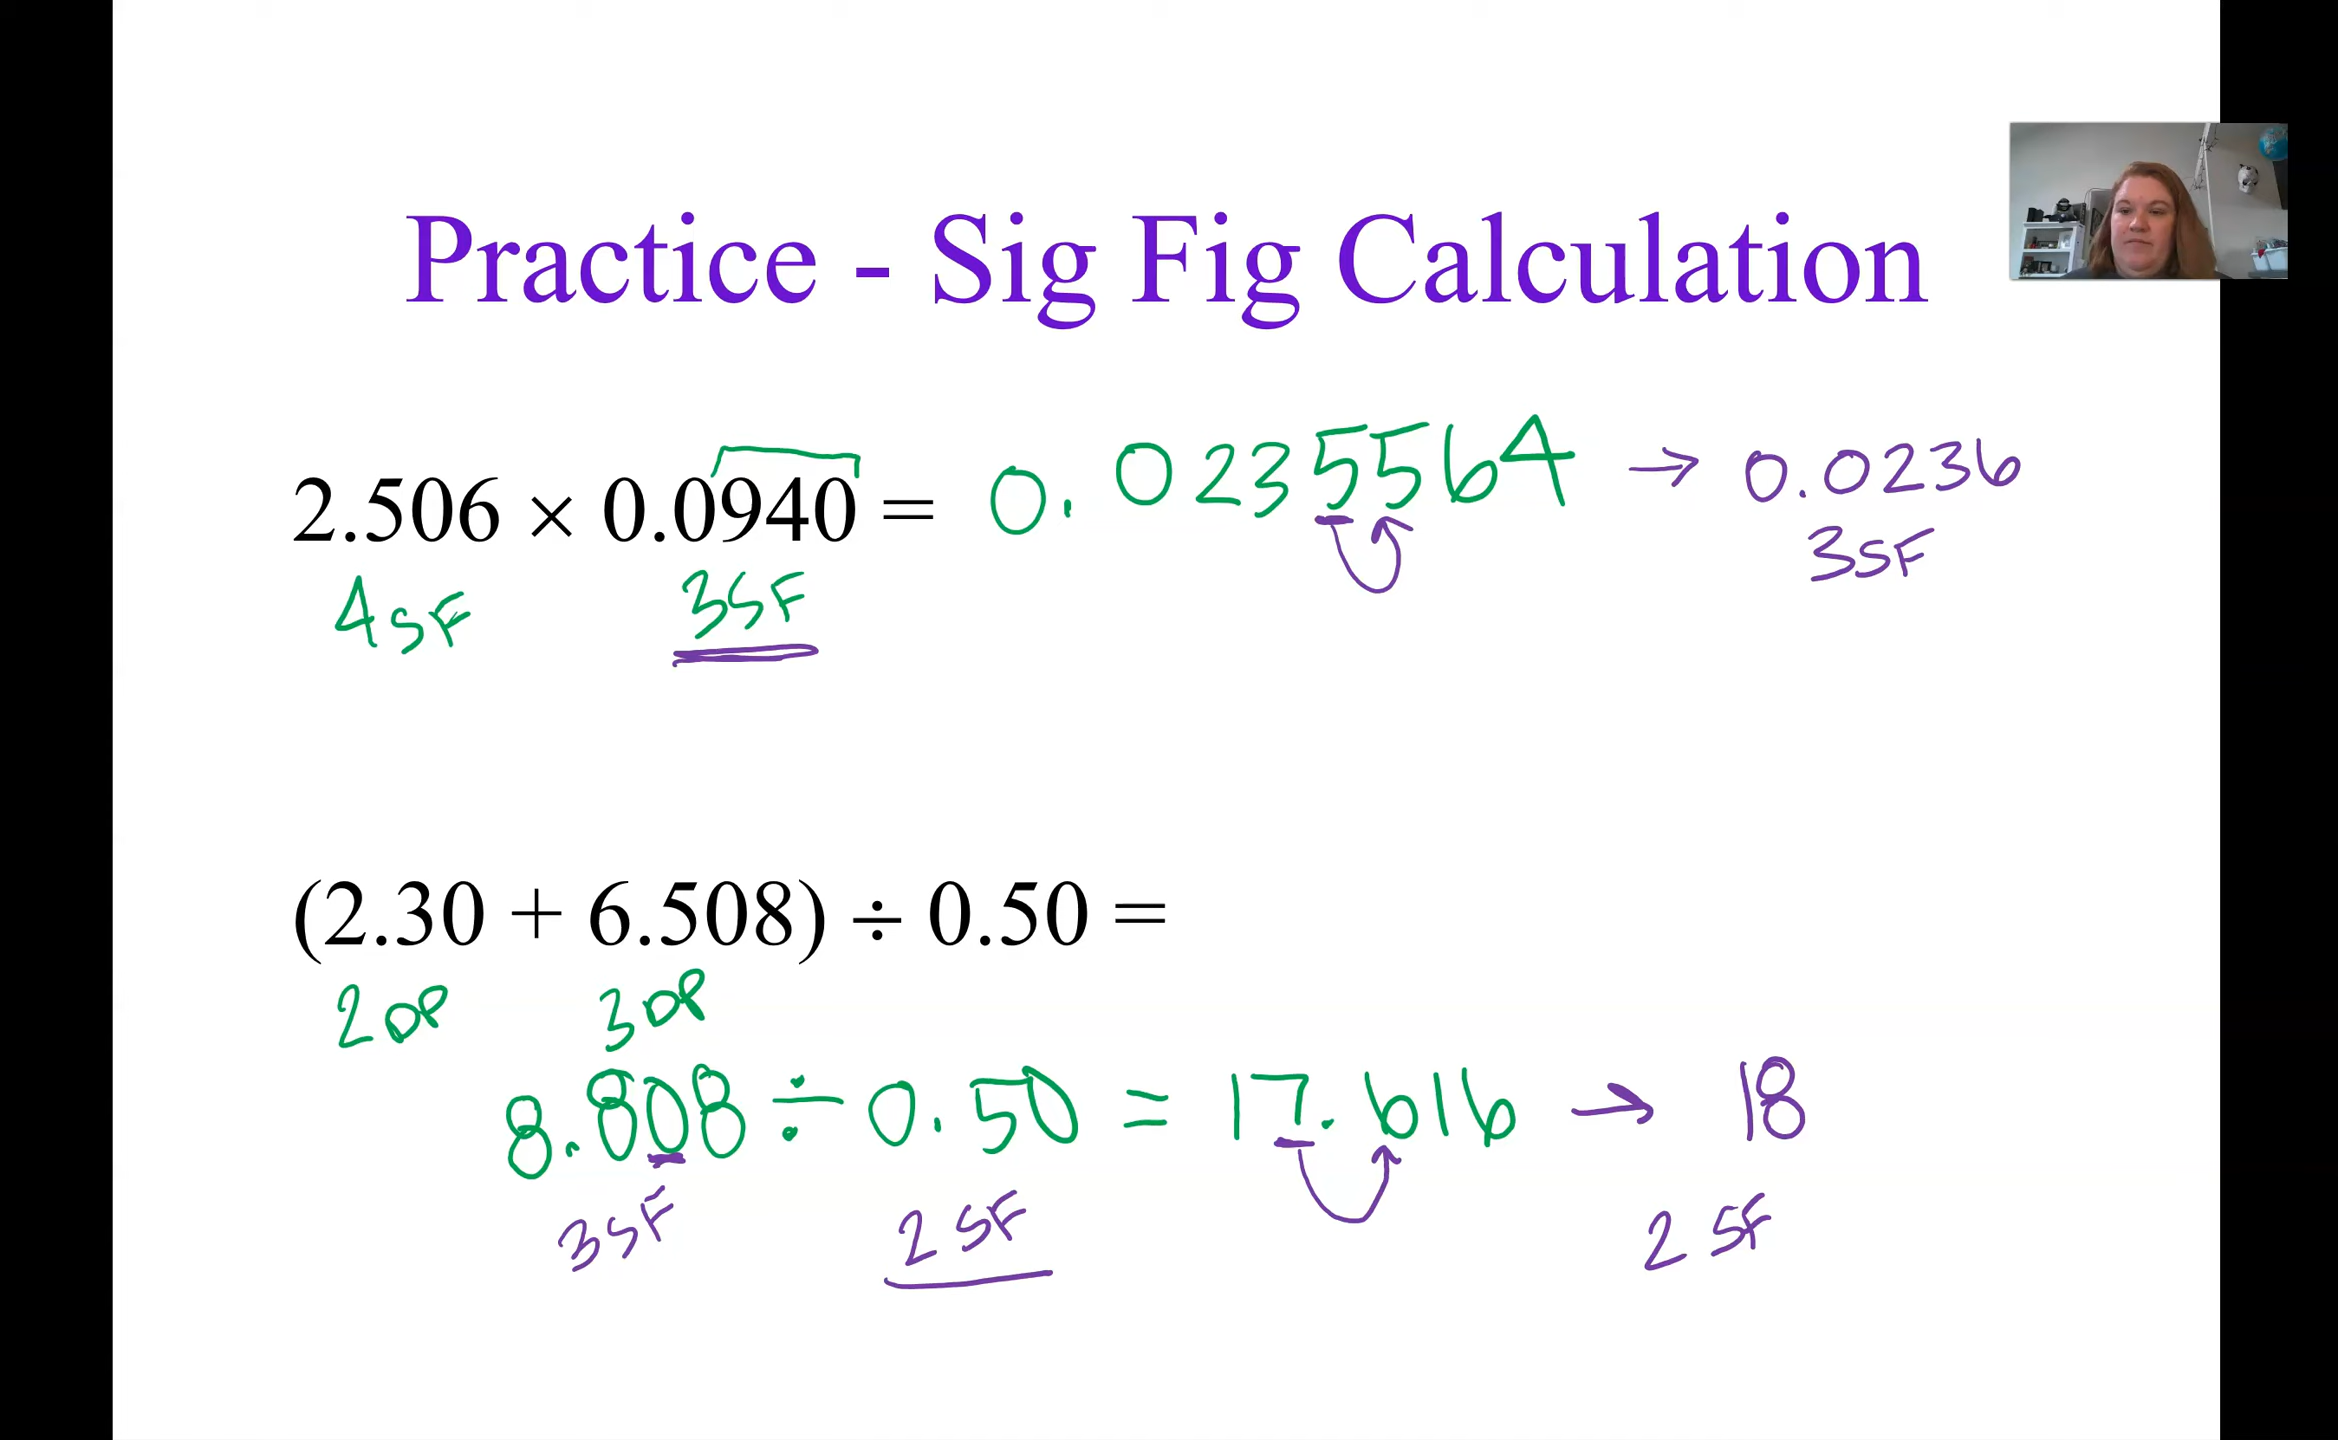 Practice - Sig Fig Calculation
2.506 × 0.0940 = 0.0235564 → 0.0236
4SF 3SF 3SF
(2.30 + 6.508) ÷ 0.50 =
2DP 3DP
8.808 ÷ 0.50 = 17.616 → 18
3SF 2SF 2SF